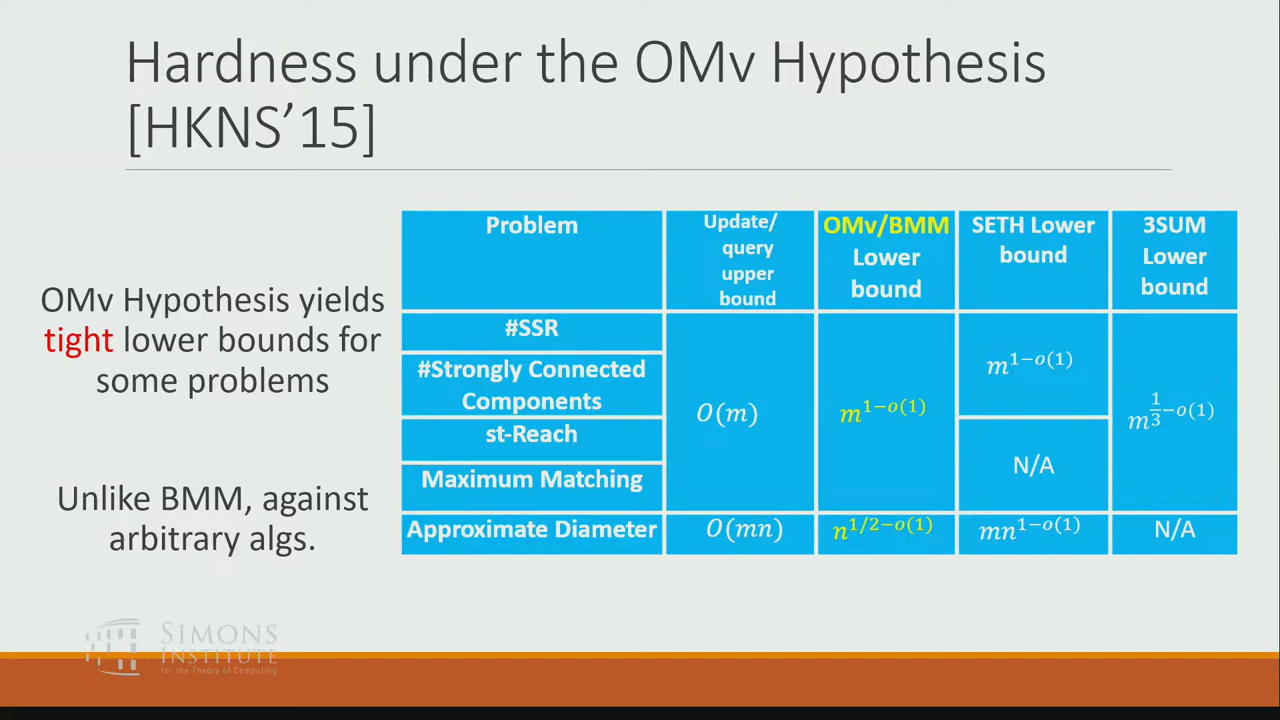 Hardness under the OMv Hypothesis
[HKNS’15]
OMv Hypothesis yields
tight lower bounds for
some problems
Unlike BMM, against
arbitrary algs.
Problem
Update/
query
upper
bound
OMv/BMM
Lower
bound
SETH Lower
bound
3SUM
Lower
bound
#SSR
#Strongly Connected
Components
st-Reach
Maximum Matching
O(m)
m^{1−o(1)}
m^{1−o(1)}
N/A
m^{\frac{1}{3}−o(1)}
Approximate Diameter
O(mn)
n^{1/2−o(1)}
mn^{1−o(1)}
N/A
SIMONS
INSTITUTE
for the Theory of Computing